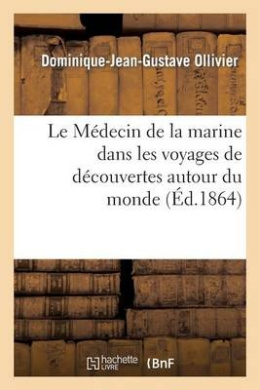 Dominique-Jean-Gustave Ollivier
Le Médecin de la marine
dans les voyages de
découvertes autour du
monde (Éd.1864)
hachette
LIVRE
{BnF